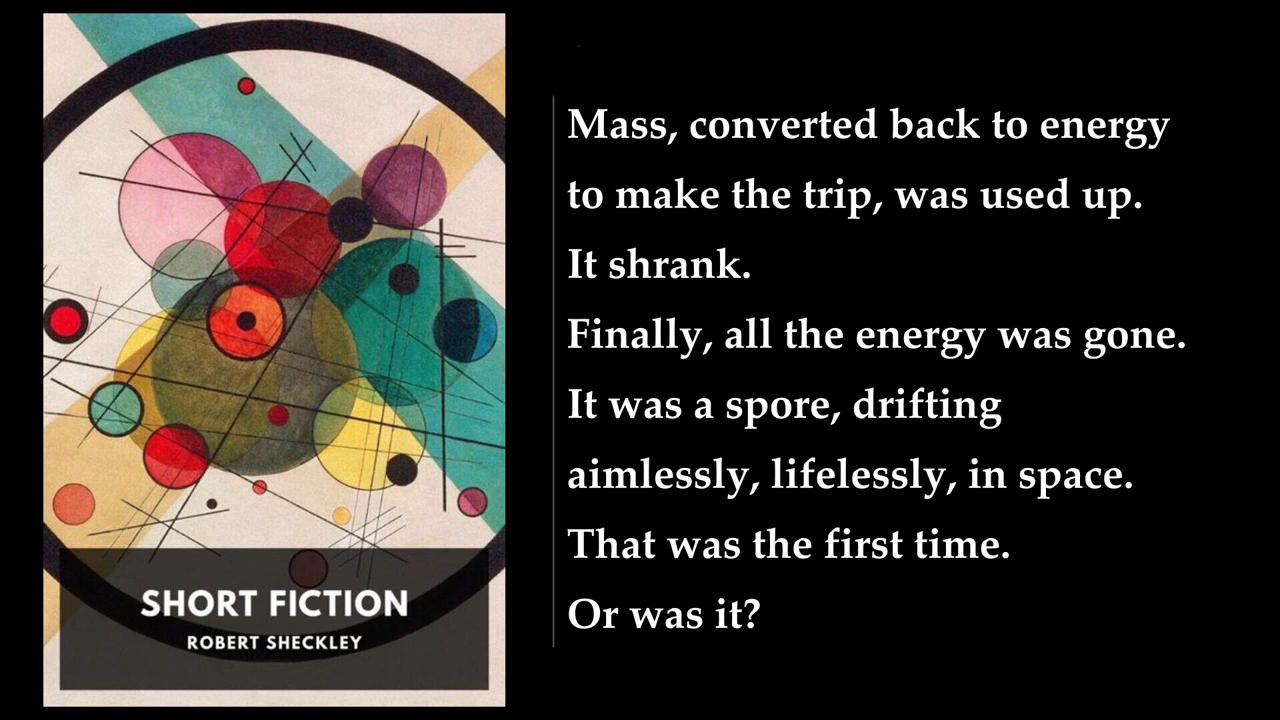 SHORT FICTION
ROBERT SHECKLEY
Mass, converted back to energy
to make the trip, was used up.
It shrank.
Finally, all the energy was gone.
It was a spore, drifting
aimlessly, lifelessly, in space.
That was the first time.
Or was it?